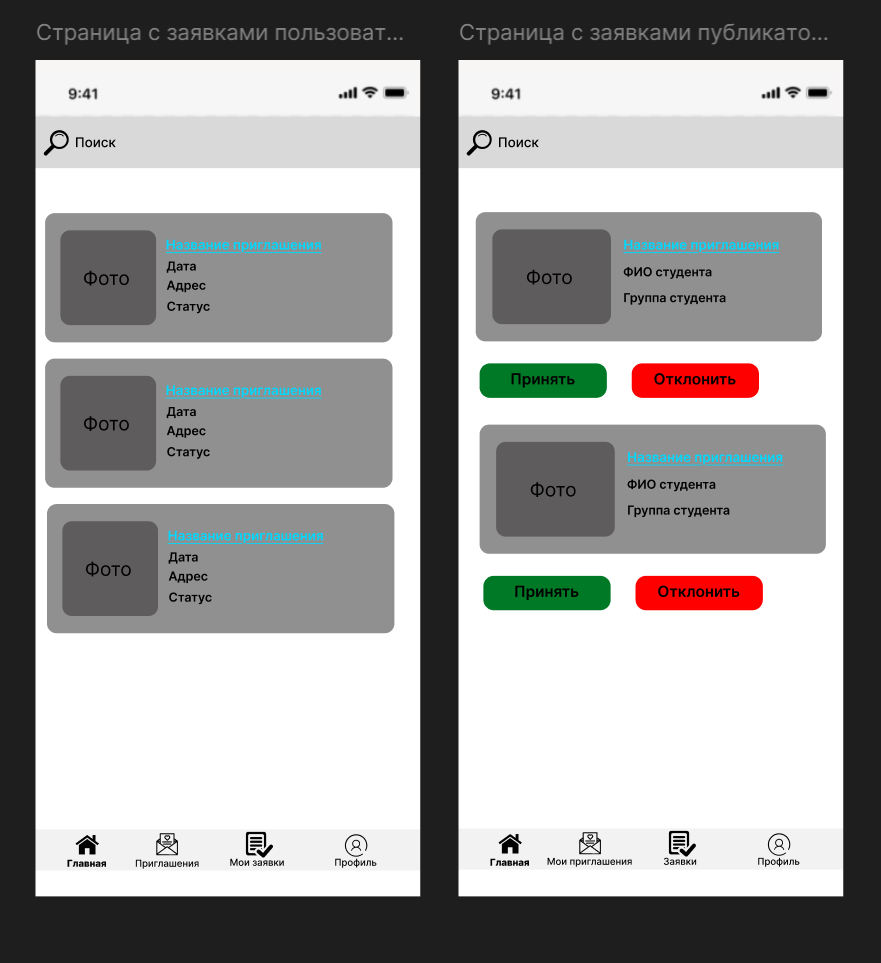 Страница с заявками пользоват...
9:41
Поиск
Фото
Название приглашения
Дата
Адрес
Статус
Фото
Название приглашения
Дата
Адрес
Статус
Фото
Название приглашения
Дата
Адрес
Статус
Главная
Приглашения
Мои заявки
Профиль
Страница с заявками публикато...
9:41
Поиск
Фото
Название приглашения
ФИО студента
Группа студента
Принять
Отклонить
Фото
Название приглашения
ФИО студента
Группа студента
Принять
Отклонить
Главная
Мои приглашения
Заявки
Профиль